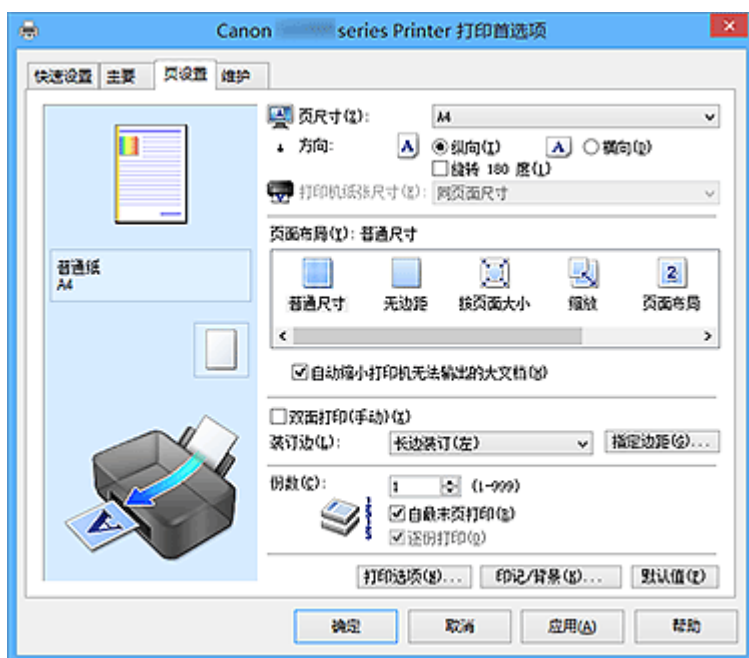 Canon series Printer 打印首选项
快速设置 主要 页设置 维护
页尺寸(Z): A4
方向: A 纵向(I) A 横向(D)
旋转 180 度(L)
打印机纸张尺寸(E): 同页面尺寸
页面布局(Y): 普通尺寸
普通纸
A4
普通尺寸 无边距 按页面大小 缩放 页面布局
自动缩小打印机无法输出的大文档(W)
双面打印(手动)(X)
装订边(L): 长边装订(左) 指定边距(G)...
份数(C): 1 (1-999)
自最末页打印(S)
逐份打印(O)
打印选项(N)... 印记/背景(K)... 默认值(F)
确定 取消 应用(A) 帮助